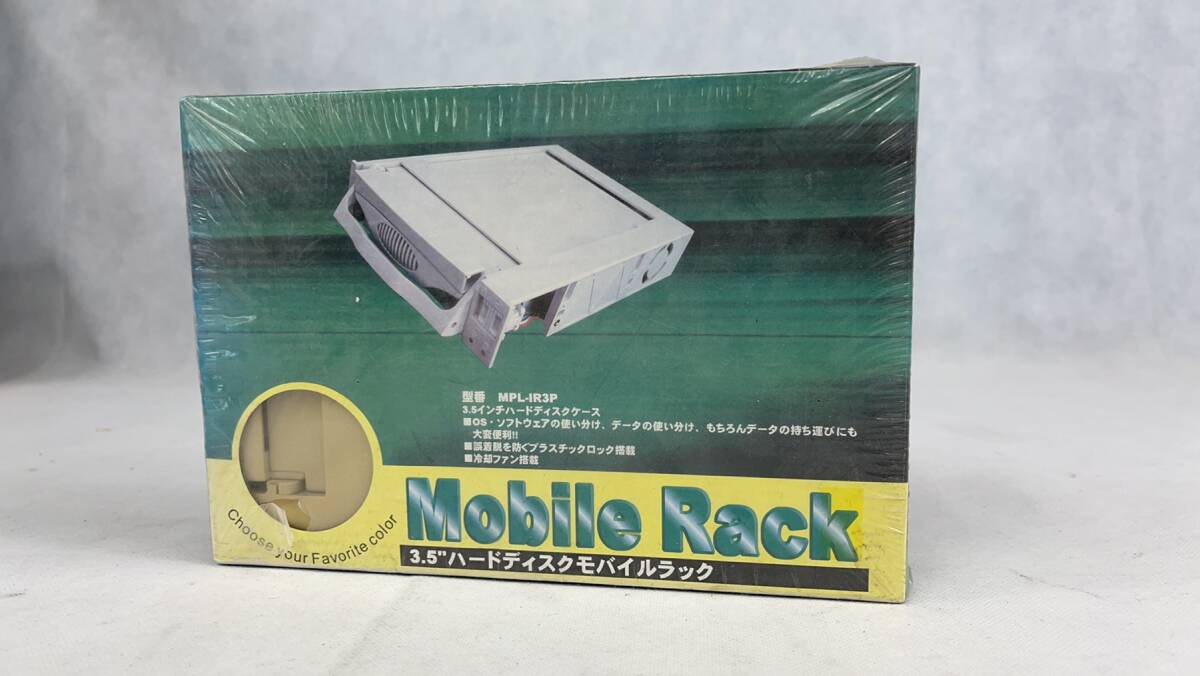 型番 MPL-IR3P
3.5インチハードディスクケース
■OS・ソフトウェアの使い分け、データの使い分け、もちろんデータの持ち運びにも
大変便利!!
■誤着脱を防ぐプラスチックロック搭載
■冷却ファン搭載
Mobile Rack
3.5"ハードディスクモバイルラック
Choose your Favorite color